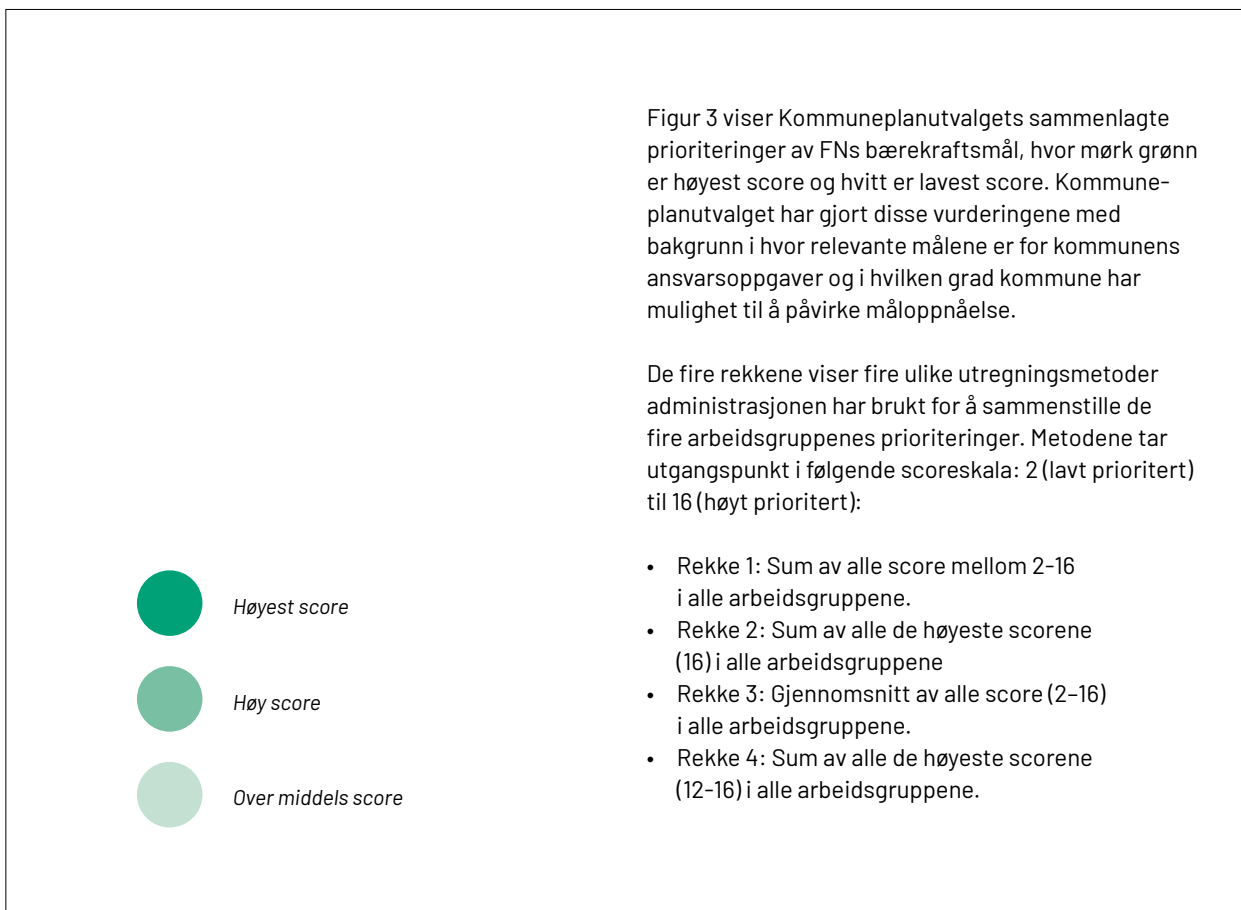 Figur 3 viser Kommuneplanutvalgets sammenlagte
prioriteringer av FNs bærekraftsmål, hvor mørk grønn
er høyest score og hvitt er lavest score. Kommune-
planutvalget har gjort disse vurderingene med
bakgrunn i hvor relevante målene er for kommunens
ansvarsoppgaver og i hvilken grad kommune har
mulighet til å påvirke måloppnåelse.
De fire rekkene viser fire ulike utregningsmetoder
administrasjonen har brukt for å sammenstille de
fire arbeidsgruppenes prioriteringer. Metodene tar
utgangspunkt i følgende scoreskala: 2 (lavt prioritert)
til 16 (høyt prioritert):
• Rekke 1: Sum av alle score mellom 2-16
i alle arbeidsgruppene.
• Rekke 2: Sum av alle de høyeste scorene
(16) i alle arbeidsgruppene
• Rekke 3: Gjennomsnitt av alle score (2–16)
i alle arbeidsgruppene.
• Rekke 4: Sum av alle de høyeste scorene
(12-16) i alle arbeidsgruppene.
Høyest score
Høy score
Over middels score